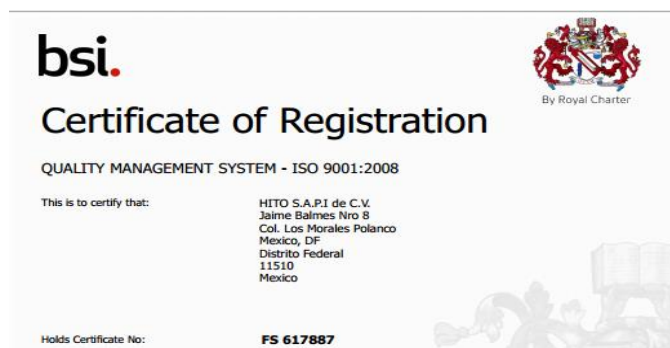 bsi.
By Royal Charter
Certificate of Registration
QUALITY MANAGEMENT SYSTEM - ISO 9001:2008
This is to certify that:
HITO S.A.P.I de C.V.
Jaime Balmes Nro 8
Col. Los Morales Polanco
Mexico, DF
Distrito Federal
11510
Mexico
Holds Certificate No:
FS 617887